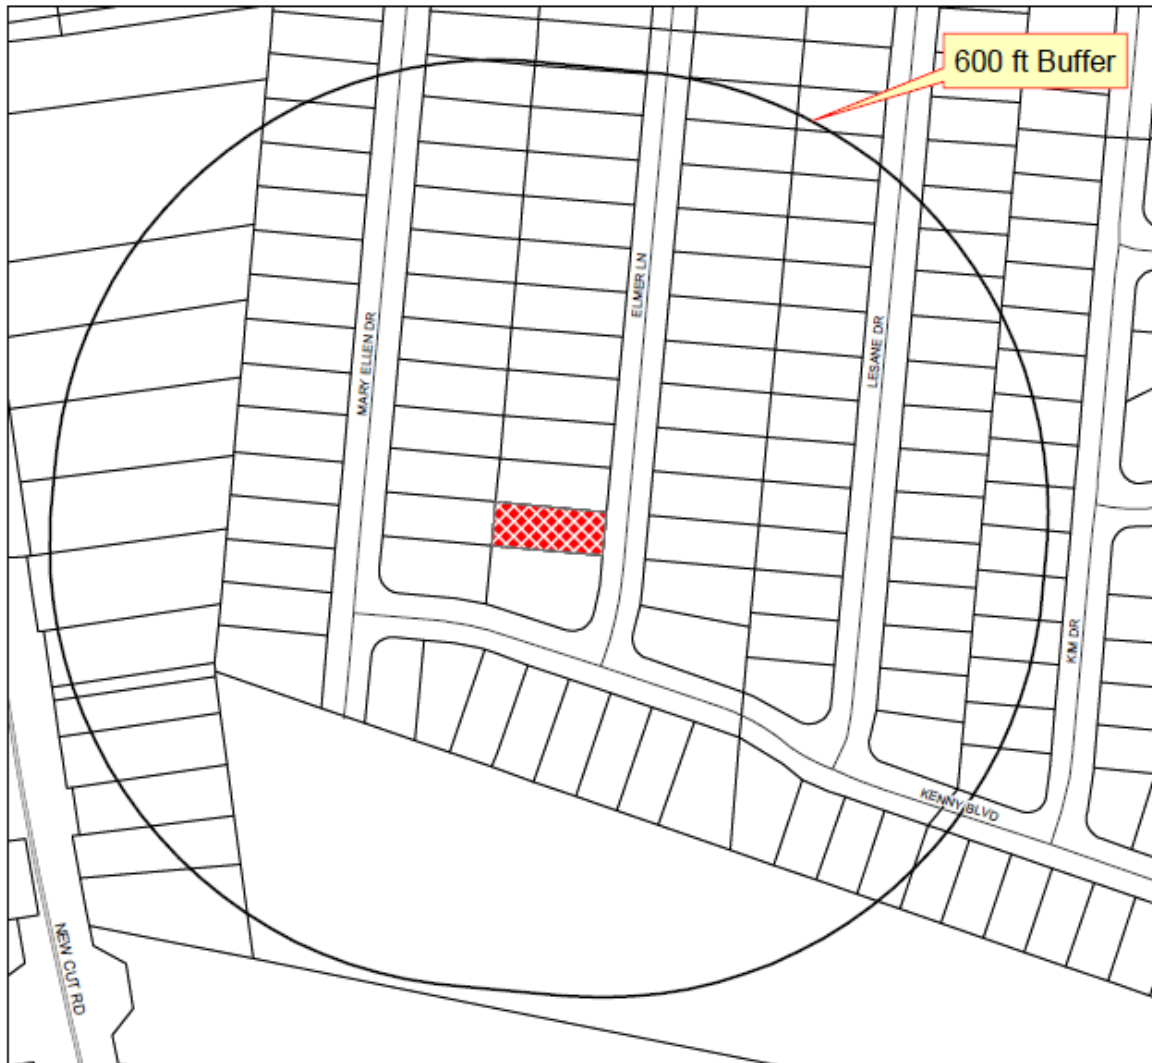 600 ft Buffer
ELMER LN
MARY ELLEN DR
LESANE DR
KIM DR
KENNY BLVD
NEW CUT RD